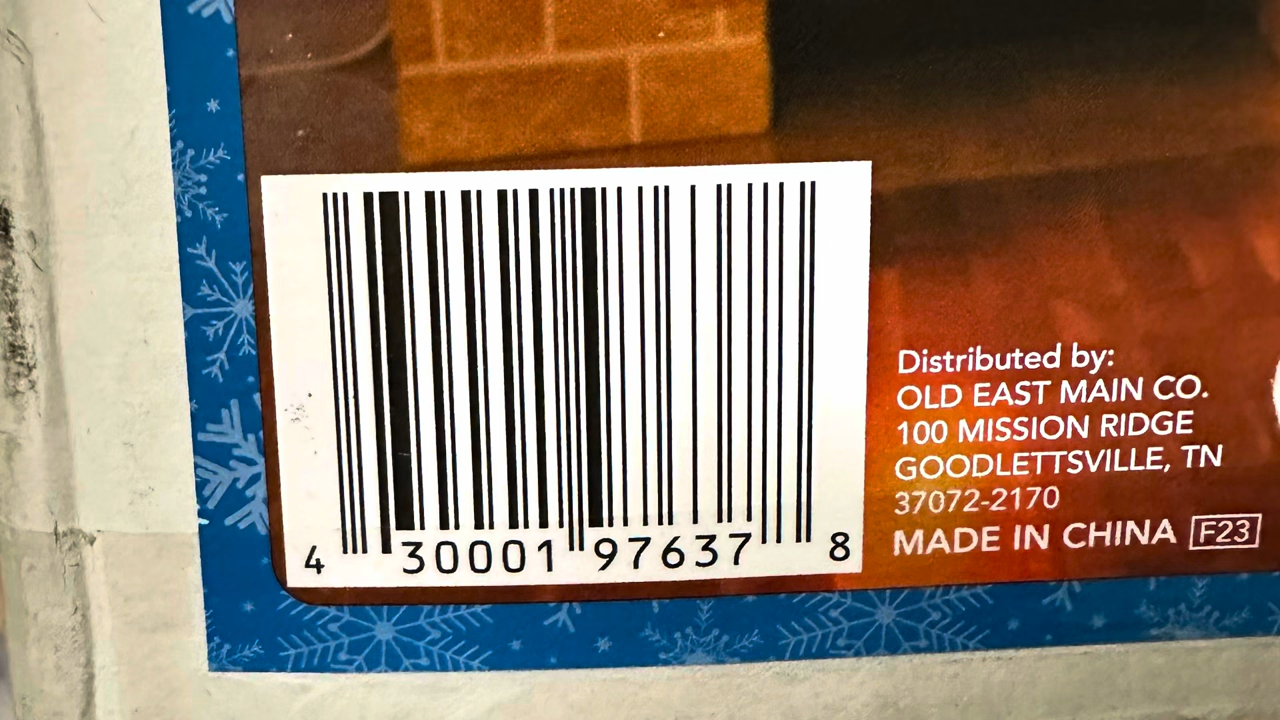 4 30001 97637 8
Distributed by:
OLD EAST MAIN CO.
100 MISSION RIDGE
GOODLETTSVILLE, TN
37072-2170
MADE IN CHINA F23